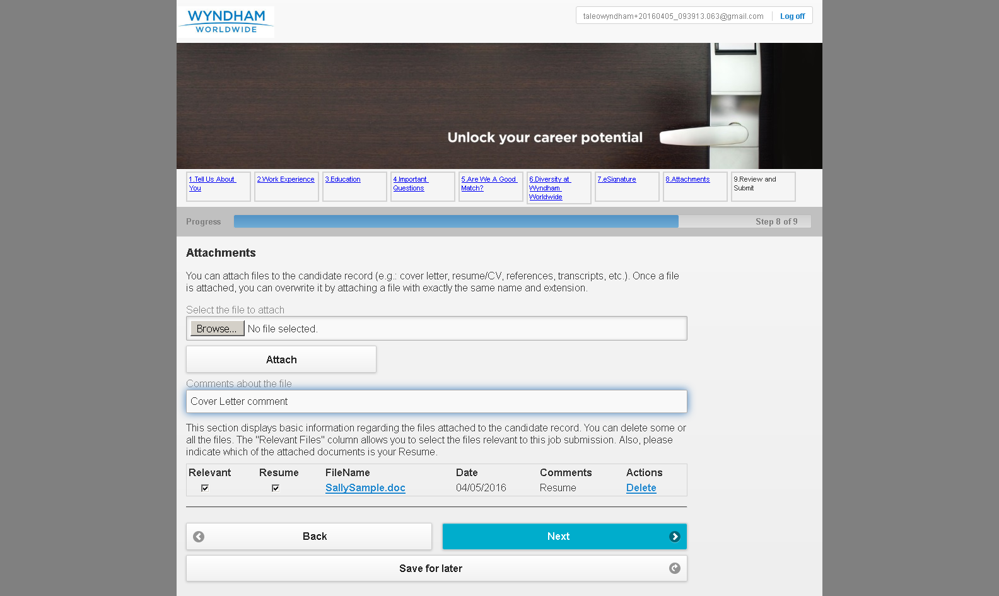 WYNDHAM
WORLDWIDE
taleowyndham+20160405_093913.063@gmail.com Log off
Unlock your career potential
1.Tell Us About You
2.Work Experience
3.Education
4.Important Questions
5.Are We A Good Match?
6.Diversity at Wyndham Worldwide
7.eSignature
8.Attachments
9.Review and Submit
Progress Step 8 of 9
Attachments
You can attach files to the candidate record (e.g.: cover letter, resume/CV, references, transcripts, etc.). Once a file
is attached, you can overwrite it by attaching a file with exactly the same name and extension.
Select the file to attach
Browse... No file selected.
Attach
Comments about the file
Cover Letter comment
This section displays basic information regarding the files attached to the candidate record. You can delete some or
all the files. The "Relevant Files" column allows you to select the files relevant to this job submission. Also, please
indicate which of the attached documents is your Resume.
Relevant Resume FileName Date Comments Actions
SallySample.doc 04/05/2016 Resume Delete
Back Next
Save for later